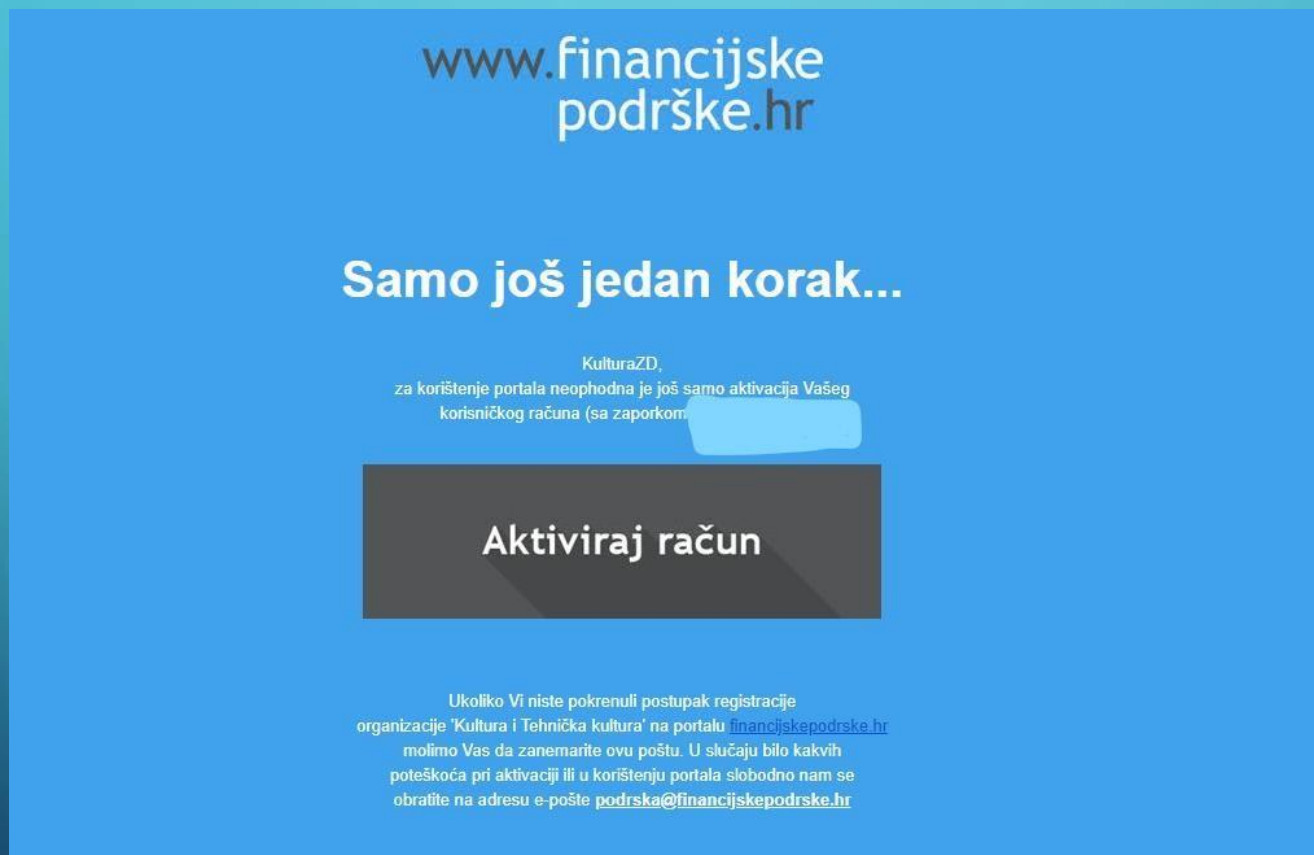 www.financijske
podrške.hr
Samo još jedan korak...
KulturaZD,
za korištenje portala neophodna je još samo aktivacija Vašeg
korisničkog računa (sa zaporkom
Aktiviraj račun
Ukoliko Vi niste pokrenuli postupak registracije
organizacije 'Kultura i Tehnička kultura' na portalu financijskepodrske.hr
molimo Vas da zanemarite ovu poštu. U slučaju bilo kakvih
poteškoća pri aktivaciji ili u korištenju portala slobodno nam se
obratite na adresu e-pošte podrska@financijskepodrske.hr